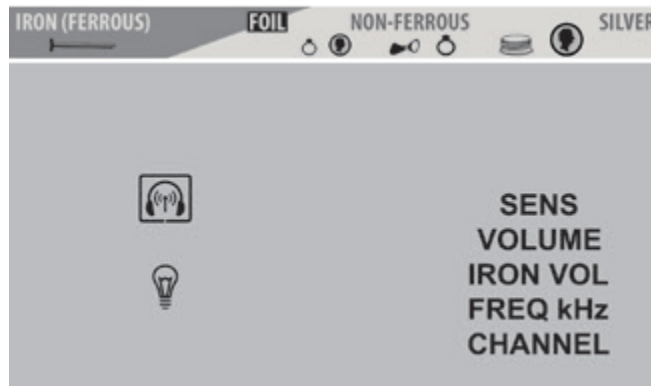 IRON (FERROUS) FOIL NON-FERROUS SILVER
SENS
VOLUME
IRON VOL
FREQ kHz
CHANNEL